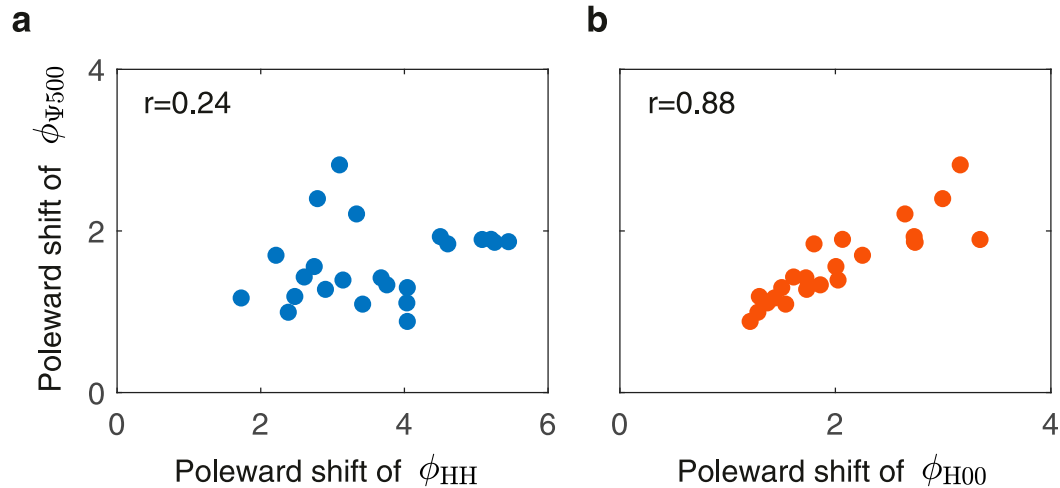 a
b
Poleward shift of ϕΨ500
4
2
0
r=0.24
r=0.88
0 2 4 6
0 2 4
Poleward shift of ϕHH
Poleward shift of ϕH00